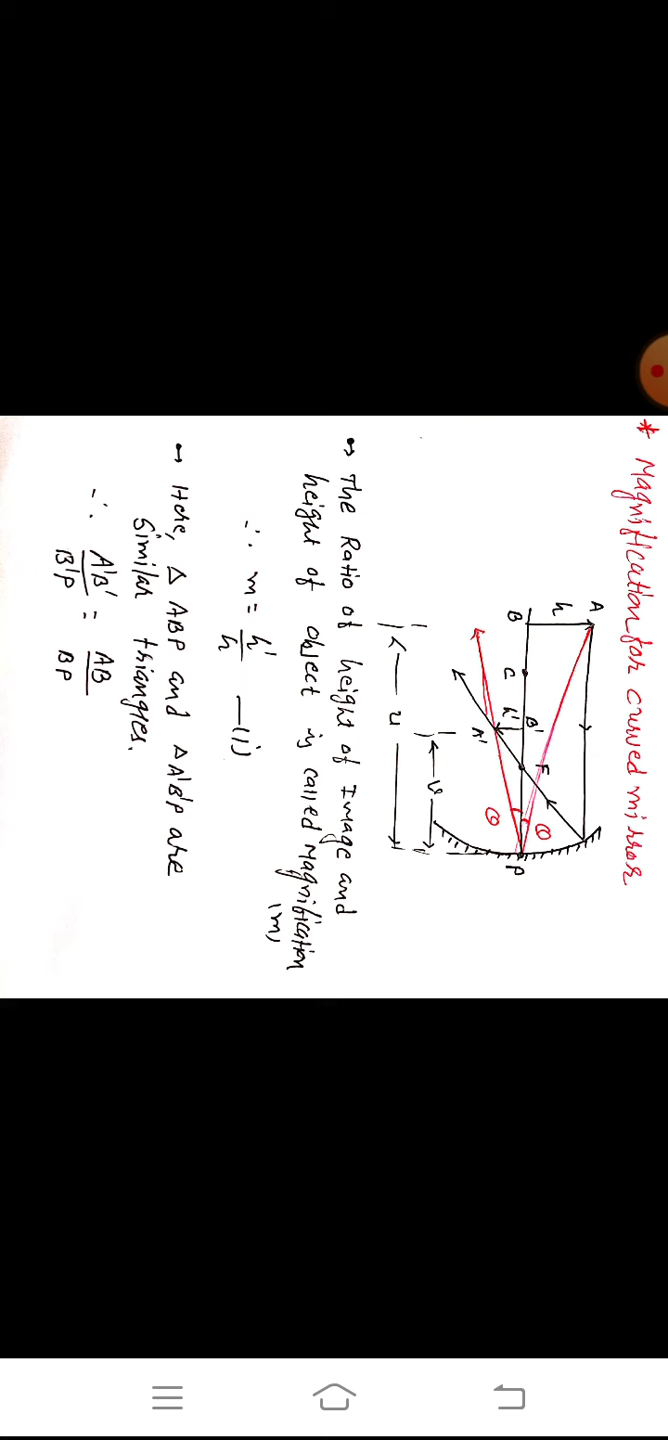 * Magnification for curved mirror
A
h
B
C
h'
B'
A'
F
θ
θ
P
v
u
→ The Ratio of height of Image and
height of object is called Magnification
(m)
∴ m = h'/h —(i)
→ Here, Δ ABP and Δ A'B'P are
similar triangles.
∴ A'B'/B'P = AB/BP